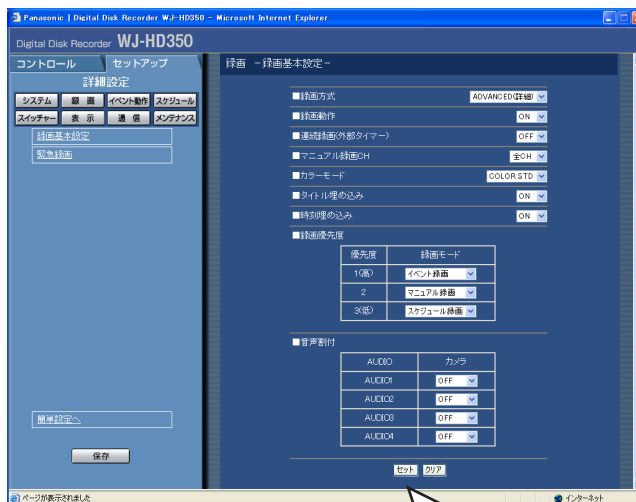 Panasonic | Digital Disk Recorder WJ-HD350 - Microsoft Internet Explorer
Digital Disk Recorder WJ-HD350
コントロール セットアップ
詳細設定
システム 録 画 イベント動作 スケジュール
スイッチャー 表 示 通 信 メンテナンス
録画基本設定
緊急録画
簡単設定へ
保存
録画 −録画基本設定−
■録画方式 ADVANCED(詳細)
■録画動作 ON
■連続録画(外部タイマー) OFF
■マニュアル録画CH 全CH
■カラーモード COLOR STD
■タイトル埋め込み ON
■時刻埋め込み ON
■録画優先度
優先度 録画モード
1(高) イベント録画
2 マニュアル録画
3(低) スケジュール録画
■音声割付
AUDIO カメラ
AUDIO1 OFF
AUDIO2 OFF
AUDIO3 OFF
AUDIO4 OFF
セット クリア
ページが表示されました インターネット